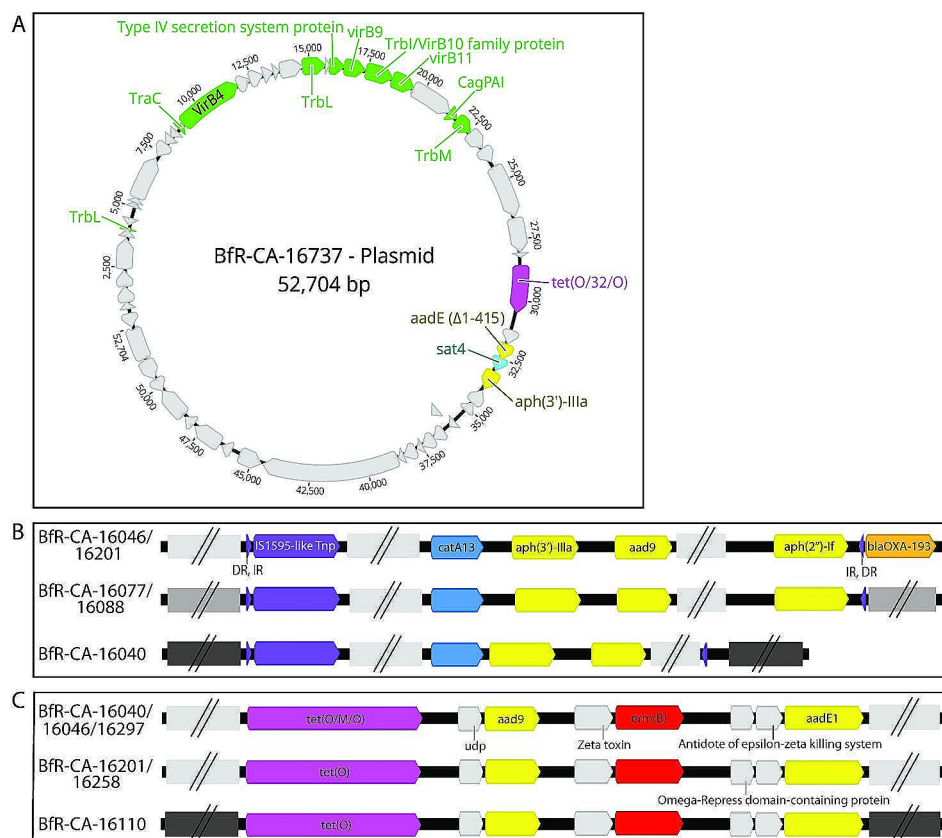 A
Type IV secretion system protein
virB9
TrbI/VirB10 family protein
virB11
CagPAI
TrbM
TrbL
VirB4
TraC
TrbL
15,000
17,500
20,000
22,500
25,000
27,500
30,000
32,500
35,000
37,500
40,000
42,500
45,000
47,500
50,000
52,704
2,500
5,000
7,500
10,000
12,500
BfR-CA-16737 - Plasmid
52,704 bp
tet(O/32/O)
aadE (Δ1-415)
sat4
aph(3')-IIIa
B
BfR-CA-16046/
16201
IS1595-like Tnp
catA13
aph(3')-IIIa
aad9
aph(2")-If
blaOXA-193
DR, IR
IR, DR
BfR-CA-16077/
16088
BfR-CA-16040
C
BfR-CA-16040/
16046/16297
tet(O/M/O)
aad9
erm(B)
aadE1
udp
Zeta toxin
Antidote of epsilon-zeta killing system
BfR-CA-16201/
16258
tet(O)
Omega-Repress domain-containing protein
BfR-CA-16110
tet(O)